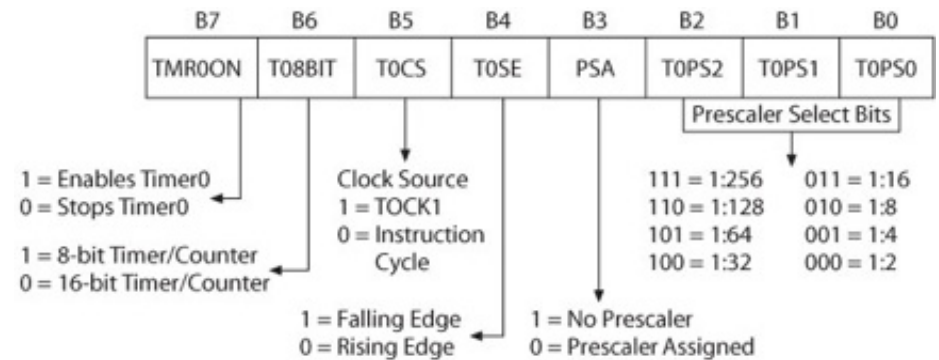 B7 B6 B5 B4 B3 B2 B1 B0
TMR0ON T08BIT T0CS T0SE PSA T0PS2 T0PS1 T0PS0
Prescaler Select Bits
1 = Enables Timer0
0 = Stops Timer0
1 = 8-bit Timer/Counter
0 = 16-bit Timer/Counter
Clock Source
1 = TOCK1
0 = Instruction
Cycle
1 = Falling Edge
0 = Rising Edge
1 = No Prescaler
0 = Prescaler Assigned
111 = 1:256 011 = 1:16
110 = 1:128 010 = 1:8
101 = 1:64 001 = 1:4
100 = 1:32 000 = 1:2